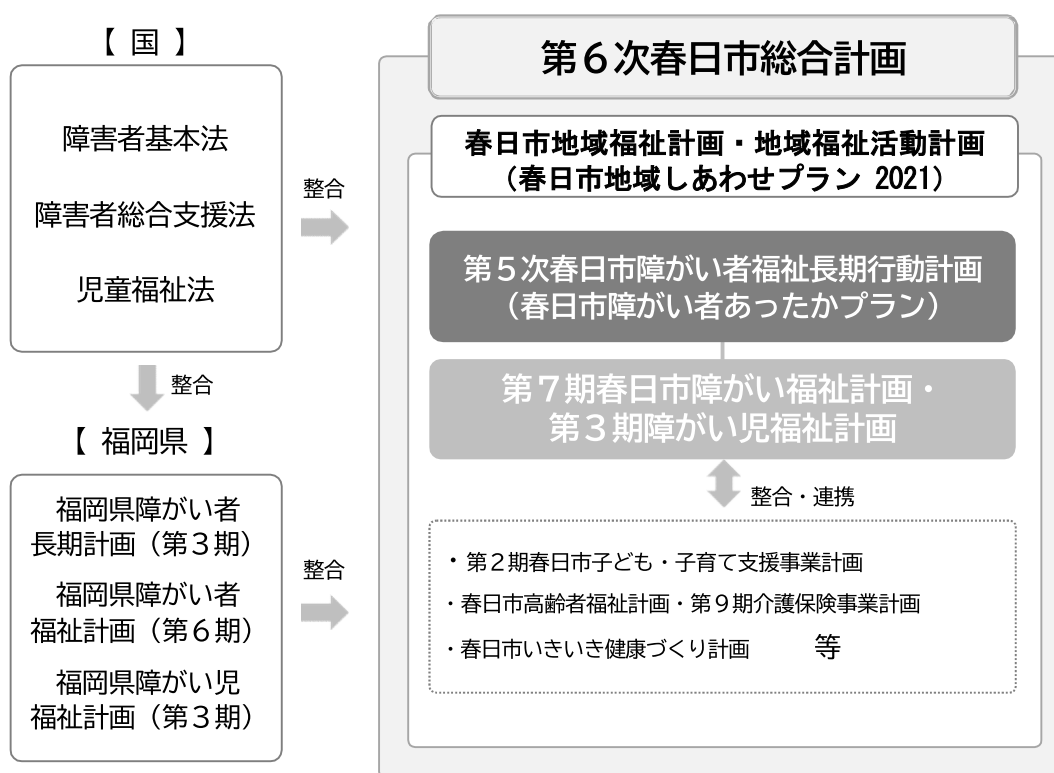 【 国 】
障害者基本法
障害者総合支援法
児童福祉法
整合
整合
【 福岡県 】
福岡県障がい者
長期計画（第３期）
福岡県障がい者
福祉計画（第６期）
福岡県障がい児
福祉計画（第３期）
整合
第６次春日市総合計画
春日市地域福祉計画・地域福祉活動計画
（春日市地域しあわせプラン 2021）
第５次春日市障がい者福祉長期行動計画
（春日市障がい者あったかプラン）
第７期春日市障がい福祉計画・
第３期障がい児福祉計画
整合・連携
・第２期春日市子ども・子育て支援事業計画
・春日市高齢者福祉計画・第９期介護保険事業計画
・春日市いきいき健康づくり計画　　　等